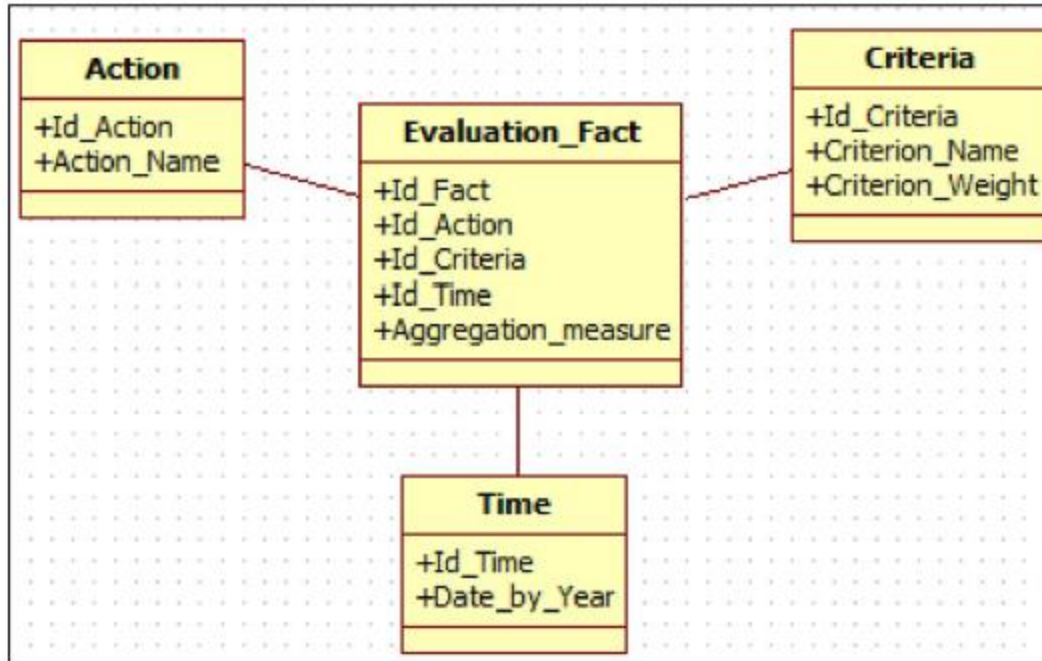 Action
+Id_Action
+Action_Name
Evaluation_Fact
+Id_Fact
+Id_Action
+Id_Criteria
+Id_Time
+Aggregation_measure
Criteria
+Id_Criteria
+Criterion_Name
+Criterion_Weight
Time
+Id_Time
+Date_by_Year